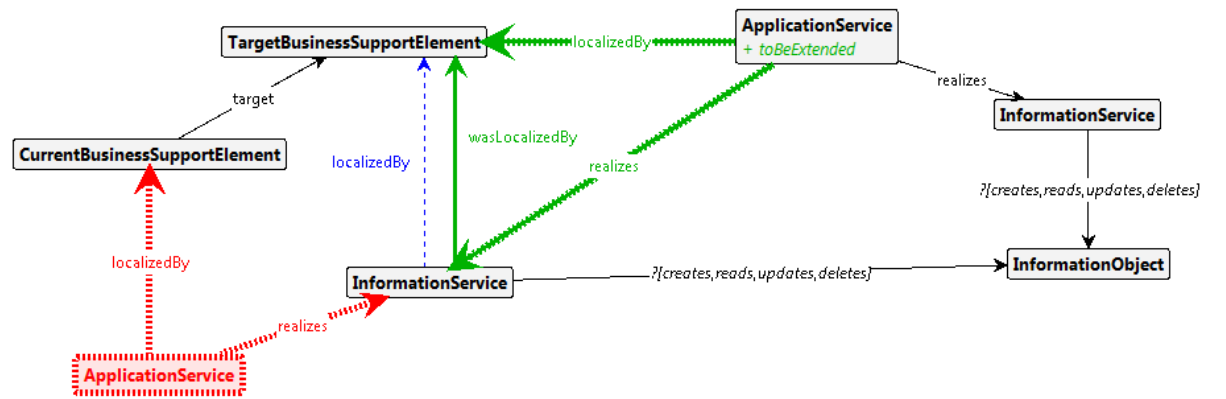 ApplicationService
+ toBeExtended
TargetBusinessSupportElement
localizedBy
realizes
target
InformationService
wasLocalizedBy
CurrentBusinessSupportElement
localizedBy
realizes
?[creates,reads,updates,deletes]
localizedBy
InformationObject
InformationService
?[creates,reads,updates,deletes]
realizes
ApplicationService